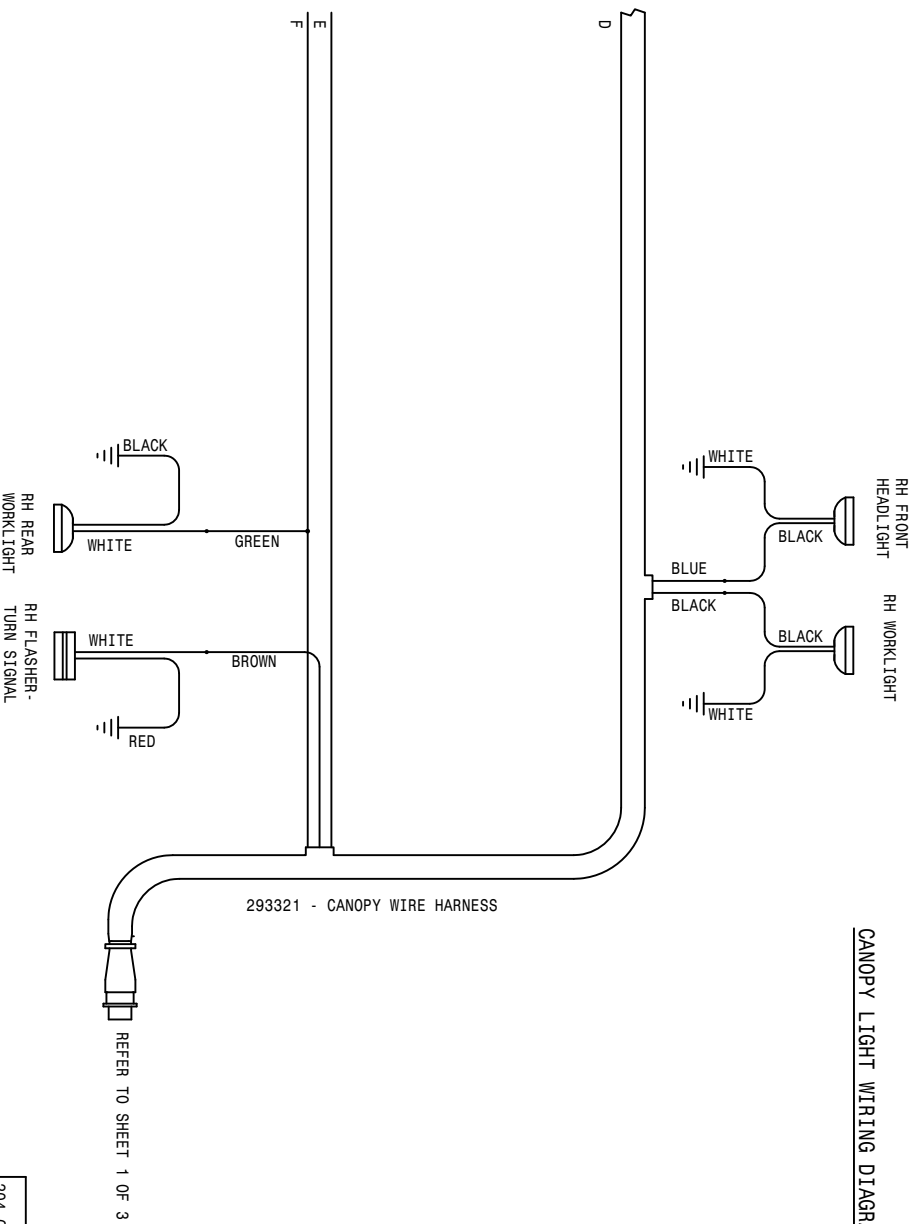 CANOPY LIGHT WIRING DIAGR
RH FRONT
HEADLIGHT
RH WORKLIGHT
WHITE
BLACK
BLACK
WHITE
BLUE
BLACK
D
E
F
BLACK
WHITE
GREEN
RH REAR
WORKLIGHT
WHITE
BROWN
RED
RH FLASHER-
TURN SIGNAL
293321 - CANOPY WIRE HARNESS
REFER TO SHEET 1 OF 3